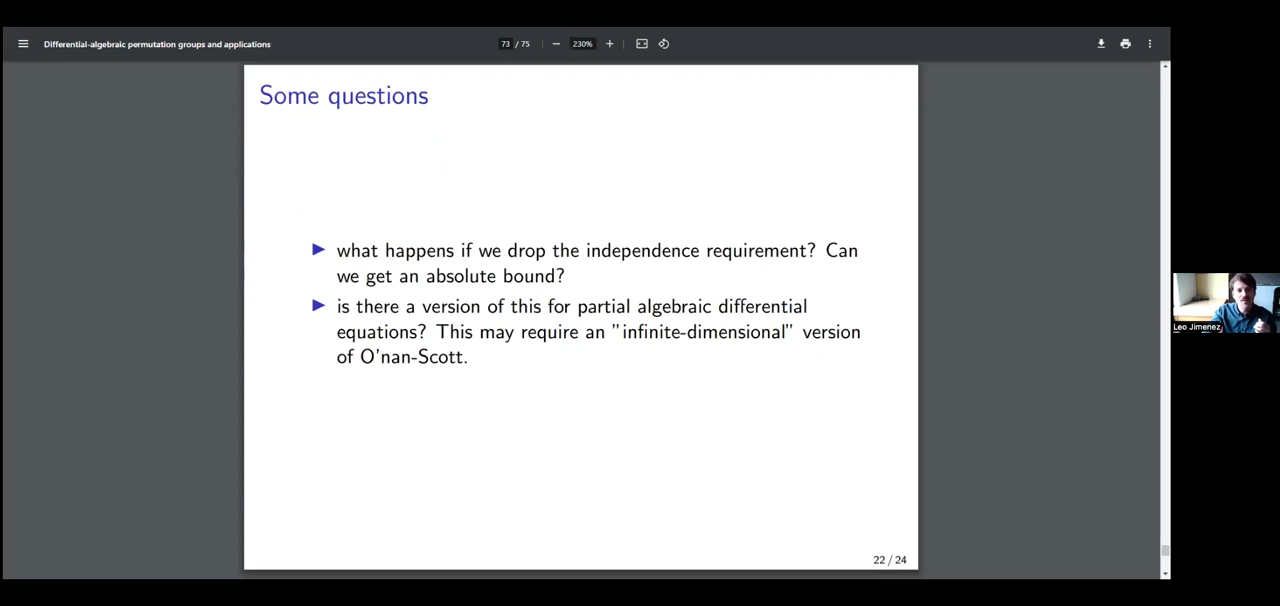 Differential-algebraic permutation groups and applications
73 / 75
230%
Some questions
what happens if we drop the independence requirement? Can
we get an absolute bound?
is there a version of this for partial algebraic differential
equations? This may require an "infinite-dimensional" version
of O'nan-Scott.
Leo Jimenez
22 / 24